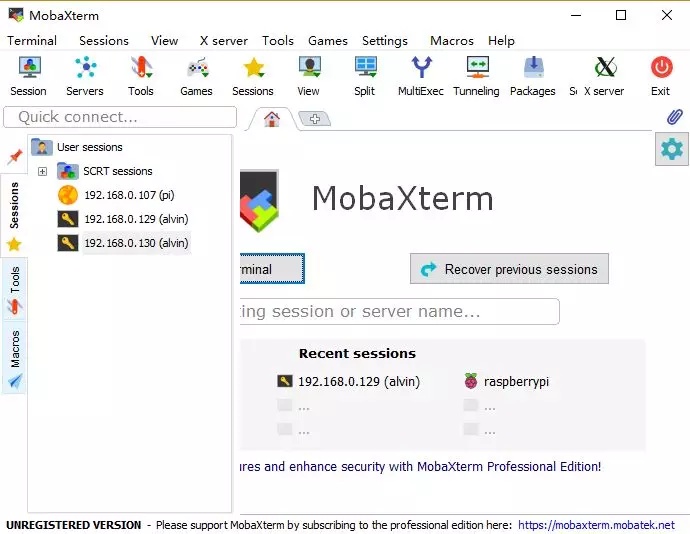 MobaXterm
Terminal Sessions View X server Tools Games Settings Macros Help
Session Servers Tools Games Sessions View Split MultiExec Tunneling Packages X server Exit
Quick connect...
User sessions
SCRT sessions
192.168.0.107 (pi)
192.168.0.129 (alvin)
192.168.0.130 (alvin)
Sessions
Tools
Macros
MobaXterm
minal
Recover previous sessions
ing session or server name...
Recent sessions
192.168.0.129 (alvin) raspberrypi
... ...
... ...
ures and enhance security with MobaXterm Professional Edition!
UNREGISTERED VERSION - Please support MobaXterm by subscribing to the professional edition here: https://mobaxterm.mobatek.net